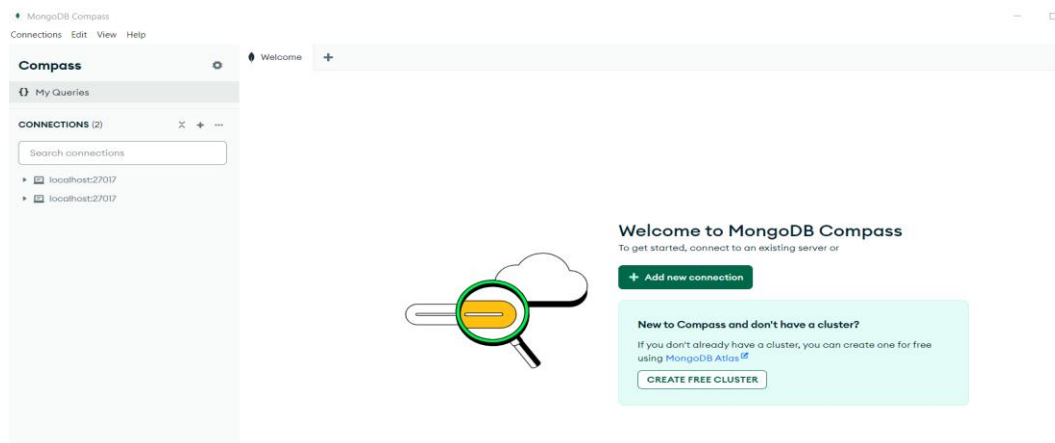 MongoDB Compass
Connections Edit View Help
Compass
Welcome
{} My Queries
CONNECTIONS (2)
Search connections
localhost:27017
localhost:27017
Welcome to MongoDB Compass
To get started, connect to an existing server or
+ Add new connection
New to Compass and don't have a cluster?
If you don't already have a cluster, you can create one for free
using MongoDB Atlas
CREATE FREE CLUSTER